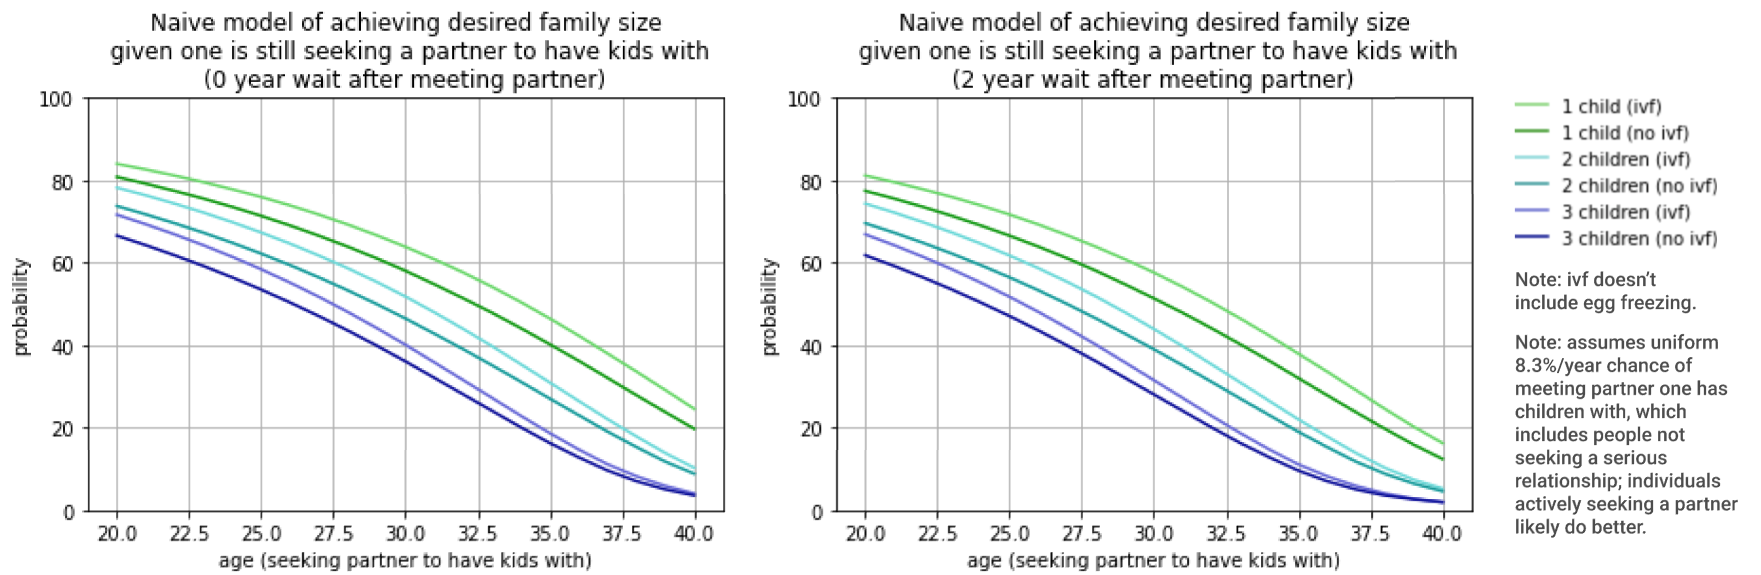 Naive model of achieving desired family size
given one is still seeking a partner to have kids with
(0 year wait after meeting partner)
100
80
60
40
20
0
probability
20.0 22.5 25.0 27.5 30.0 32.5 35.0 37.5 40.0
age (seeking partner to have kids with)
Naive model of achieving desired family size
given one is still seeking a partner to have kids with
(2 year wait after meeting partner)
100
80
60
40
20
0
probability
20.0 22.5 25.0 27.5 30.0 32.5 35.0 37.5 40.0
age (seeking partner to have kids with)
1 child (ivf)
1 child (no ivf)
2 children (ivf)
2 children (no ivf)
3 children (ivf)
3 children (no ivf)
Note: ivf doesn’t
include egg freezing.
Note: assumes uniform
8.3%/year chance of
meeting partner one has
children with, which
includes people not
seeking a serious
relationship; individuals
actively seeking a partner
likely do better.